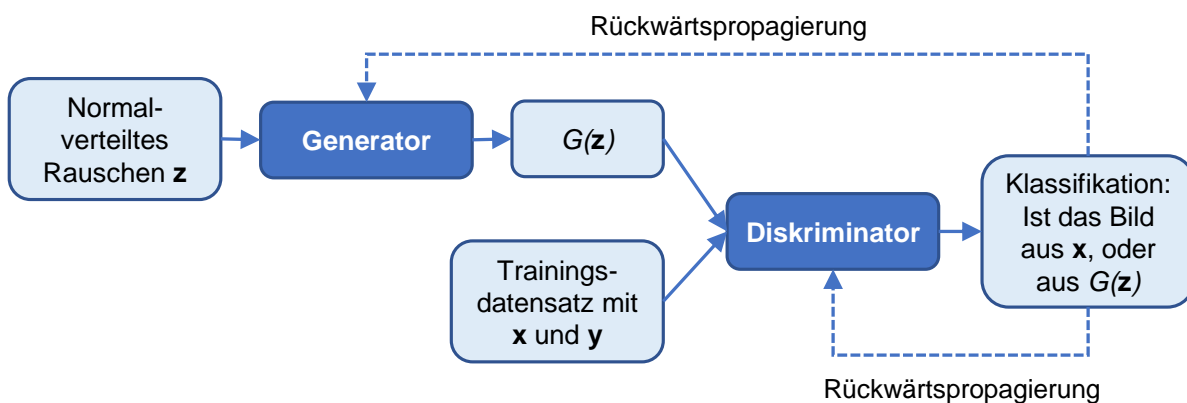 Rückwärtspropagierung
Normal-
verteiltes
Rauschen z
Generator
G(z)
Trainings-
datensatz mit
x und y
Diskriminator
Klassifikation:
Ist das Bild
aus x, oder
aus G(z)
Rückwärtspropagierung